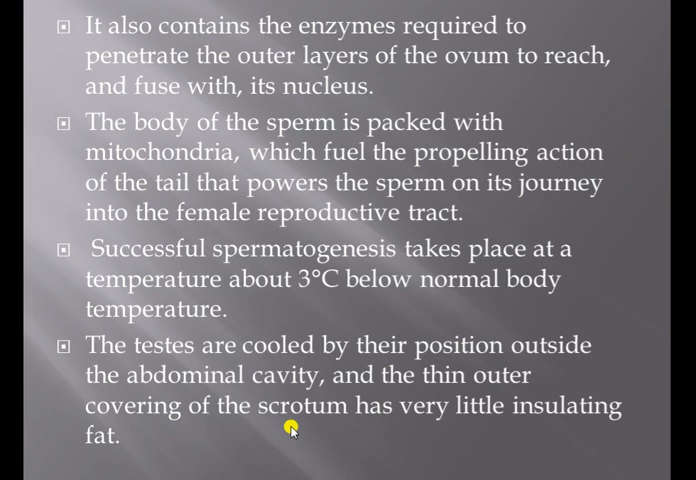 It also contains the enzymes required to
penetrate the outer layers of the ovum to reach,
and fuse with, its nucleus.
The body of the sperm is packed with
mitochondria, which fuel the propelling action
of the tail that powers the sperm on its journey
into the female reproductive tract.
Successful spermatogenesis takes place at a
temperature about 3°C below normal body
temperature.
The testes are cooled by their position outside
the abdominal cavity, and the thin outer
covering of the scrotum has very little insulating
fat.